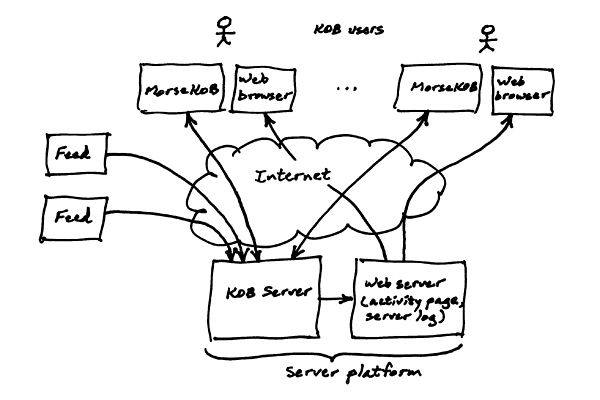 KOB users
MorseKOB
Web
browser
...
MorseKOB
Web
browser
Feed
Internet
Feed
KOB Server
Web server
(activity page,
server log)
Server platform